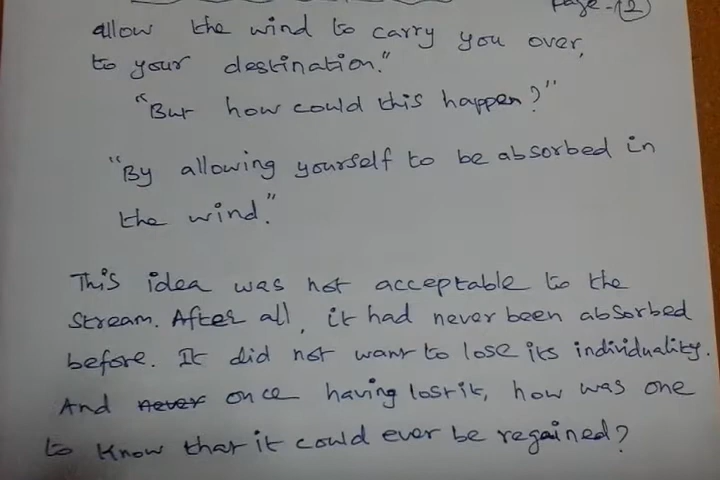 Page-(2)
allow the wind to carry you over,
to your destination."
"But how could this happen?"
"By allowing yourself to be absorbed in
the wind."
This idea was not acceptable to the
stream. After all, it had never been absorbed
before. It did not want to lose its individuality.
And never once having lost it, how was one
to know that it could ever be regained?